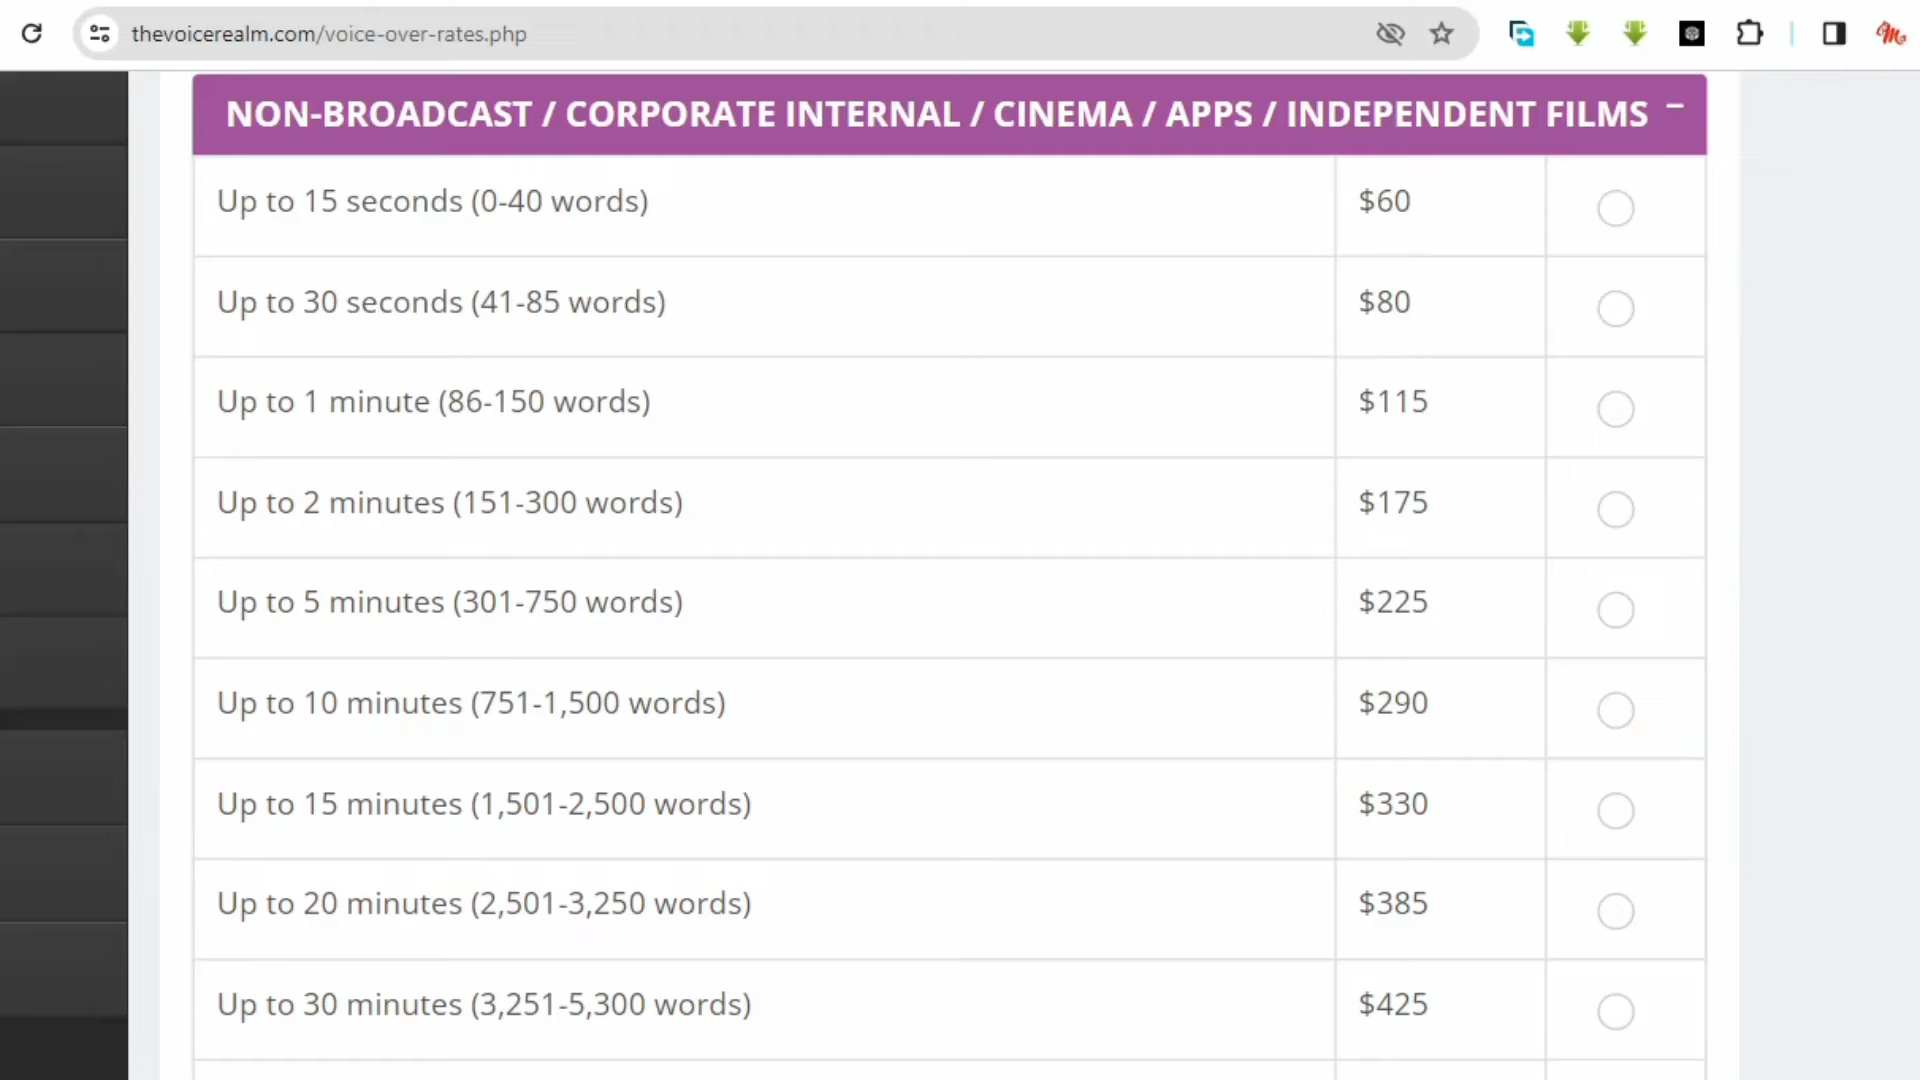 thevoicerealm.com/voice-over-rates.php
NON-BROADCAST / CORPORATE INTERNAL / CINEMA / APPS / INDEPENDENT FILMS −
Up to 15 seconds (0-40 words) $60
Up to 30 seconds (41-85 words) $80
Up to 1 minute (86-150 words) $115
Up to 2 minutes (151-300 words) $175
Up to 5 minutes (301-750 words) $225
Up to 10 minutes (751-1,500 words) $290
Up to 15 minutes (1,501-2,500 words) $330
Up to 20 minutes (2,501-3,250 words) $385
Up to 30 minutes (3,251-5,300 words) $425